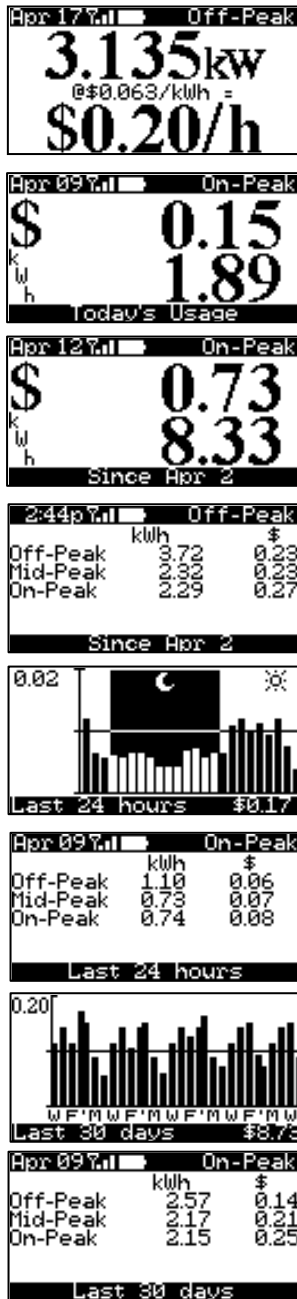 Apr 17 Off-Peak
3.135kW
@$0.063/kWh =
$0.20/h
Apr 09 On-Peak
$ 0.15
kWh 1.89
Today's Usage
Apr 12 On-Peak
$ 0.73
kWh 8.33
Since Apr 2
2:44p Off-Peak
kWh $
Off-Peak 3.72 0.23
Mid-Peak 2.32 0.23
On-Peak 2.29 0.27
Since Apr 2
0.02
Last 24 hours $0.17
Apr 09 On-Peak
kWh $
Off-Peak 1.10 0.06
Mid-Peak 0.73 0.07
On-Peak 0.74 0.08
Last 24 hours
0.20
W F ' M W F ' M W F ' M W F ' M W
Last 30 days $8.73
Apr 09 On-Peak
kWh $
Off-Peak 2.57 0.14
Mid-Peak 2.17 0.21
On-Peak 2.15 0.25
Last 30 days